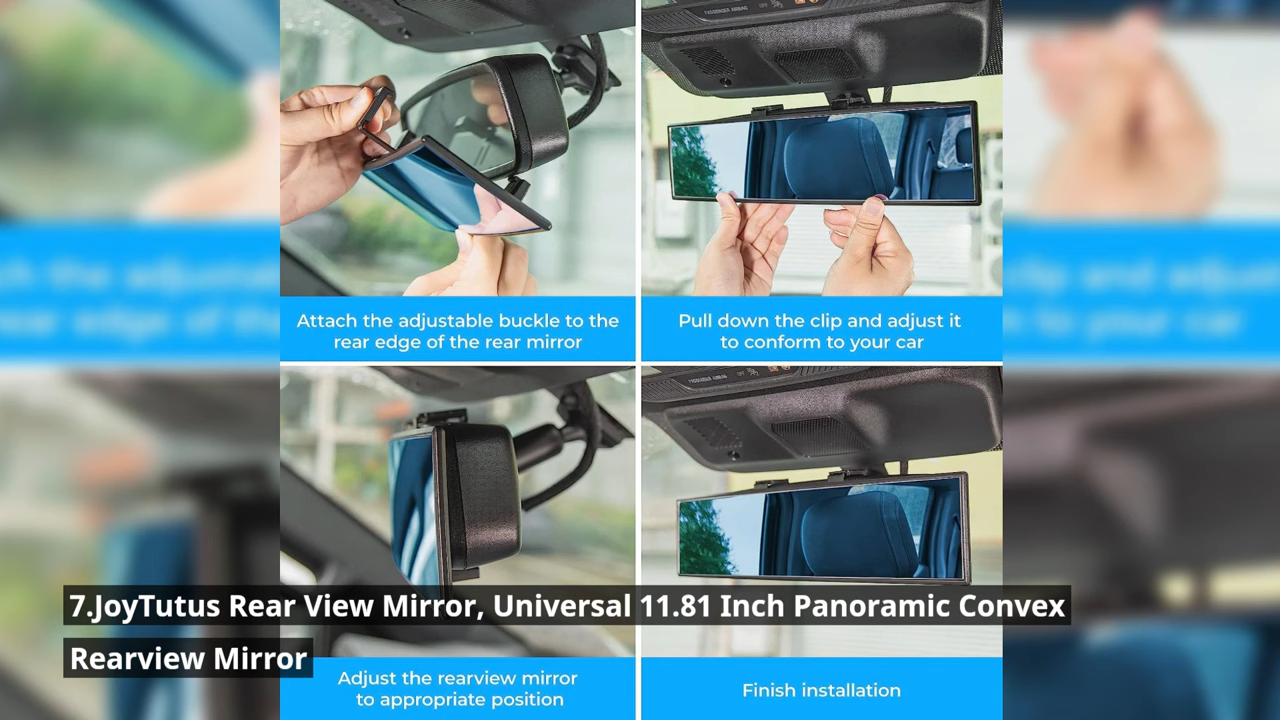 PASSENGER AIRBAG
Attach the adjustable buckle to the
rear edge of the rear mirror
Pull down the clip and adjust it
to conform to your car
7.JoyTutus Rear View Mirror, Universal 11.81 Inch Panoramic Convex
Rearview Mirror
Adjust the rearview mirror
to appropriate position
Finish installation